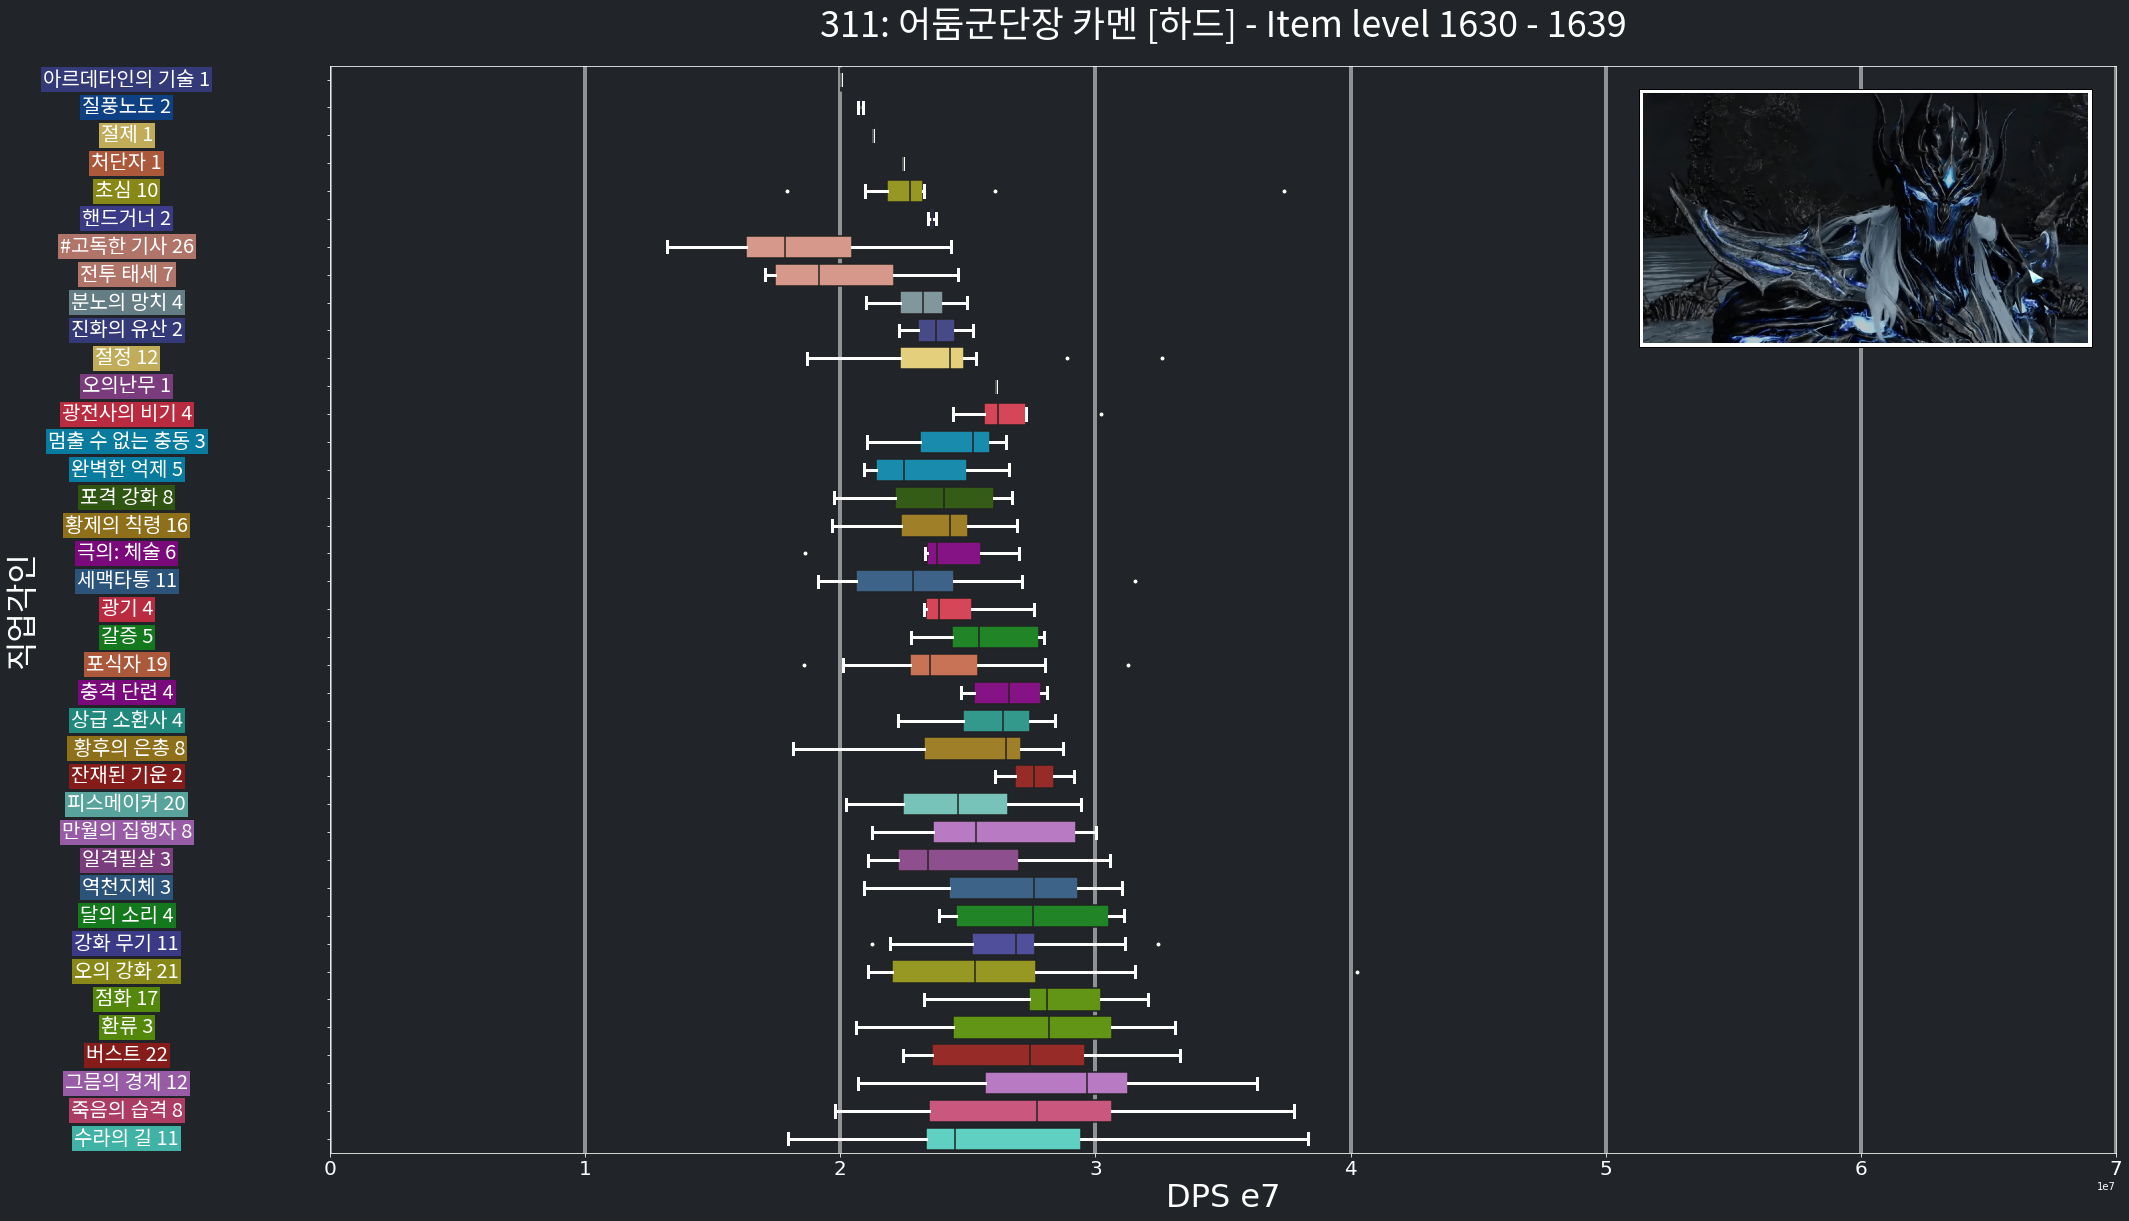 311: 어둠군단장 카멘 [하드] - Item level 1630 - 1639
아르데타인의 기술 1
질풍노도 2
절제 1
처단자 1
초심 10
핸드거너 2
#고독한 기사 26
전투 태세 7
분노의 망치 4
진화의 유산 2
절정 12
오의난무 1
광전사의 비기 4
멈출 수 없는 충동 3
완벽한 억제 5
포격 강화 8
황제의 칙령 16
극의: 체술 6
세맥타통 11
광기 4
갈증 5
포식자 19
충격 단련 4
상급 소환사 4
황후의 은총 8
잔재된 기운 2
피스메이커 20
만월의 집행자 8
일격필살 3
역천지체 3
달의 소리 4
강화 무기 11
오의 강화 21
점화 17
환류 3
버스트 22
그믐의 경계 12
죽음의 습격 8
수라의 길 11
직업각인
0 1 2 3 4 5 6 7
1e7
DPS e7